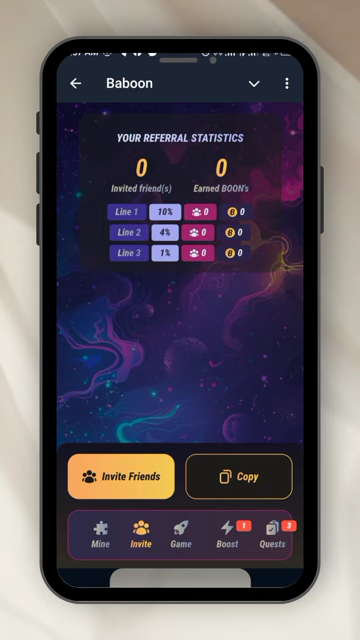 Baboon
YOUR REFERRAL STATISTICS
0 0
Invited friend(s) Earned BOON's
Line 1 10% 0 0
Line 2 4% 0 0
Line 3 1% 0 0
Invite Friends Copy
1 3
Mine Invite Game Boost Quests